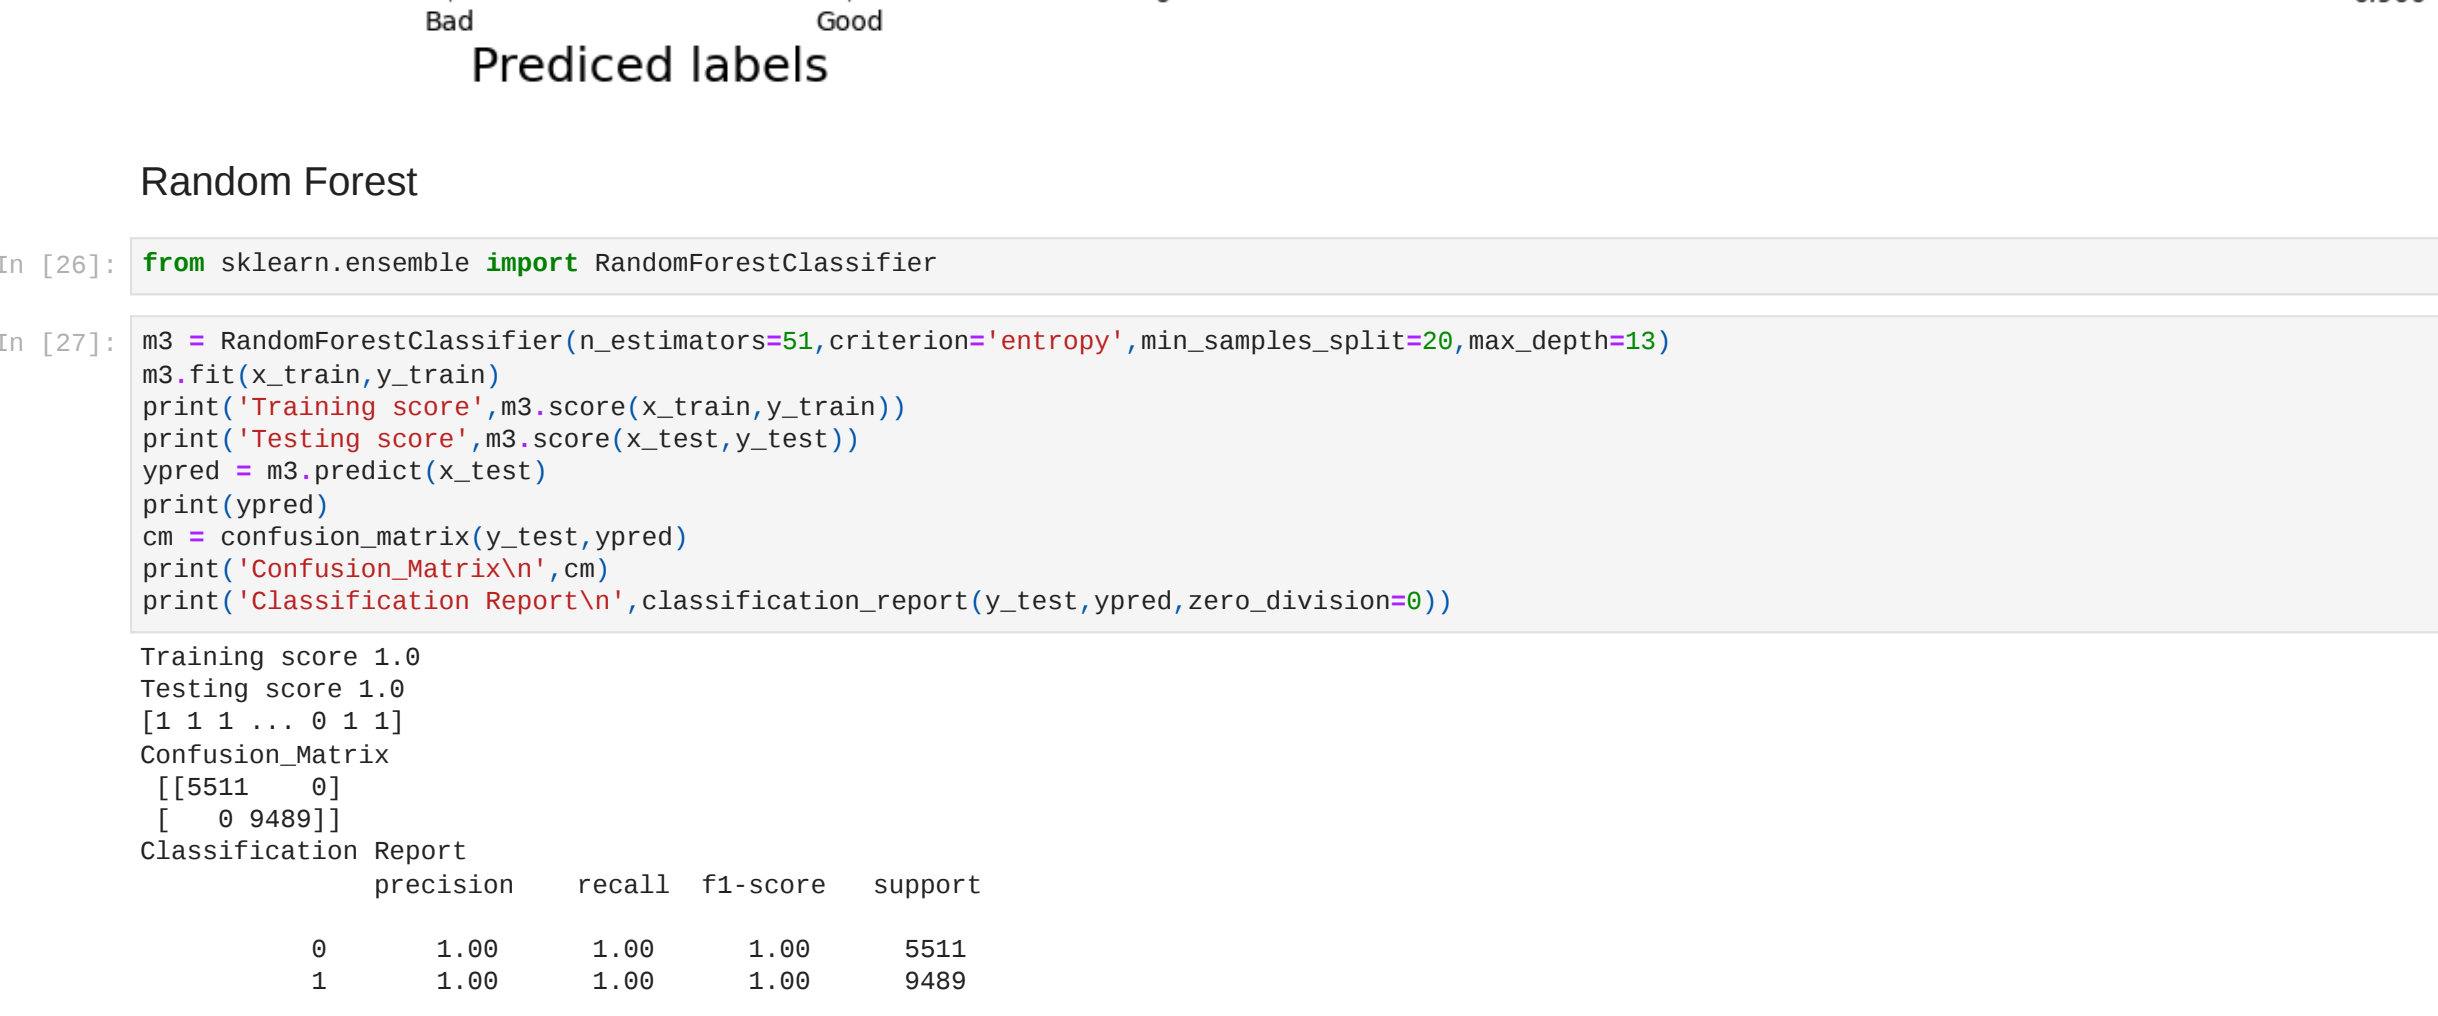 Bad Good
Prediced labels
Random Forest
In [26]: from sklearn.ensemble import RandomForestClassifier
In [27]: m3 = RandomForestClassifier(n_estimators=51,criterion='entropy',min_samples_split=20,max_depth=13)
m3.fit(x_train,y_train)
print('Training score',m3.score(x_train,y_train))
print('Testing score',m3.score(x_test,y_test))
ypred = m3.predict(x_test)
print(ypred)
cm = confusion_matrix(y_test,ypred)
print('Confusion_Matrix\n',cm)
print('Classification Report\n',classification_report(y_test,ypred,zero_division=0))
Training score 1.0
Testing score 1.0
[1 1 1 ... 0 1 1]
Confusion_Matrix
[[5511 0]
[ 0 9489]]
Classification Report
precision recall f1-score support
0 1.00 1.00 1.00 5511
1 1.00 1.00 1.00 9489